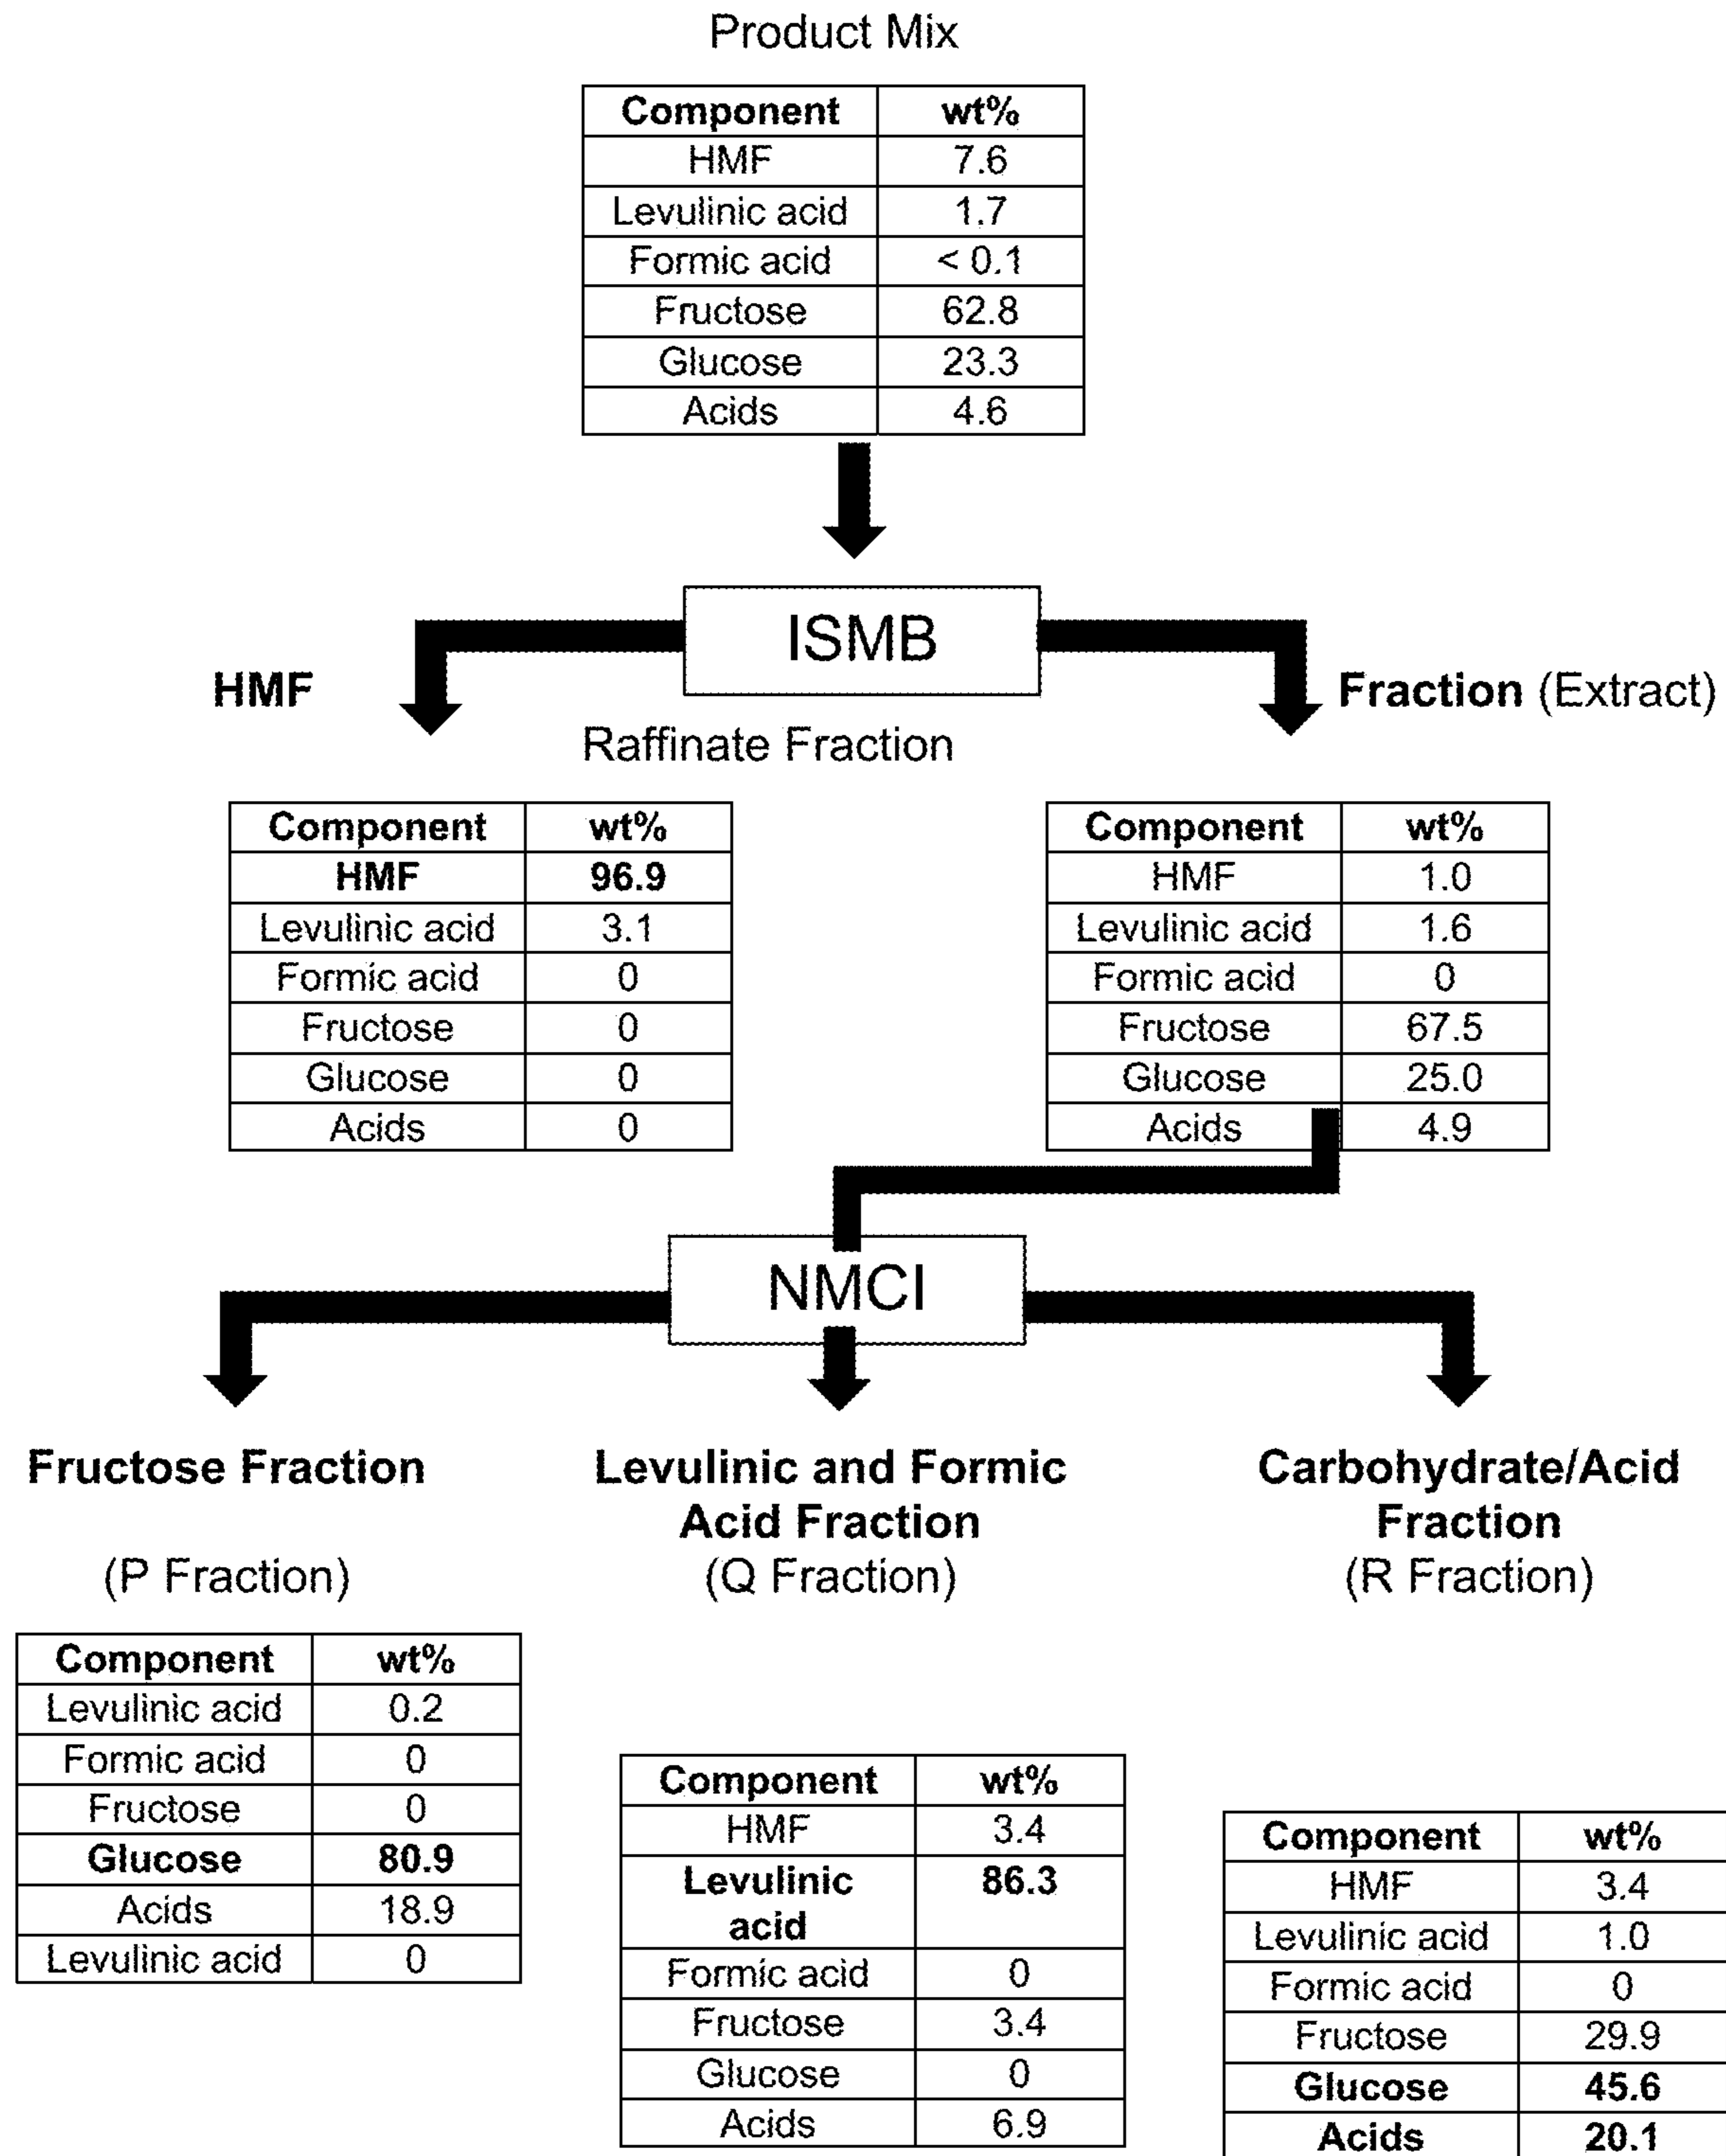 Product Mix
Component wt%
HMF 7.6
Levulinic acid 1.7
Formic acid < 0.1
Fructose 62.8
Glucose 23.3
Acids 4.6
ISMB
HMF
Fraction (Extract)
Raffinate Fraction
Component wt%
HMF 96.9
Levulinic acid 3.1
Formic acid 0
Fructose 0
Glucose 0
Acids 0
Component wt%
HMF 1.0
Levulinic acid 1.6
Formic acid 0
Fructose 67.5
Glucose 25.0
Acids 4.9
NMCI
Fructose Fraction
(P Fraction)
Component wt%
Levulinic acid 0.2
Formic acid 0
Fructose 0
Glucose 80.9
Acids 18.9
Levulinic acid 0
Levulinic and Formic
Acid Fraction
(Q Fraction)
Component wt%
HMF 3.4
Levulinic 86.3
acid
Formic acid 0
Fructose 3.4
Glucose 0
Acids 6.9
Carbohydrate/Acid
Fraction
(R Fraction)
Component wt%
HMF 3.4
Levulinic acid 1.0
Formic acid 0
Fructose 29.9
Glucose 45.6
Acids 20.1